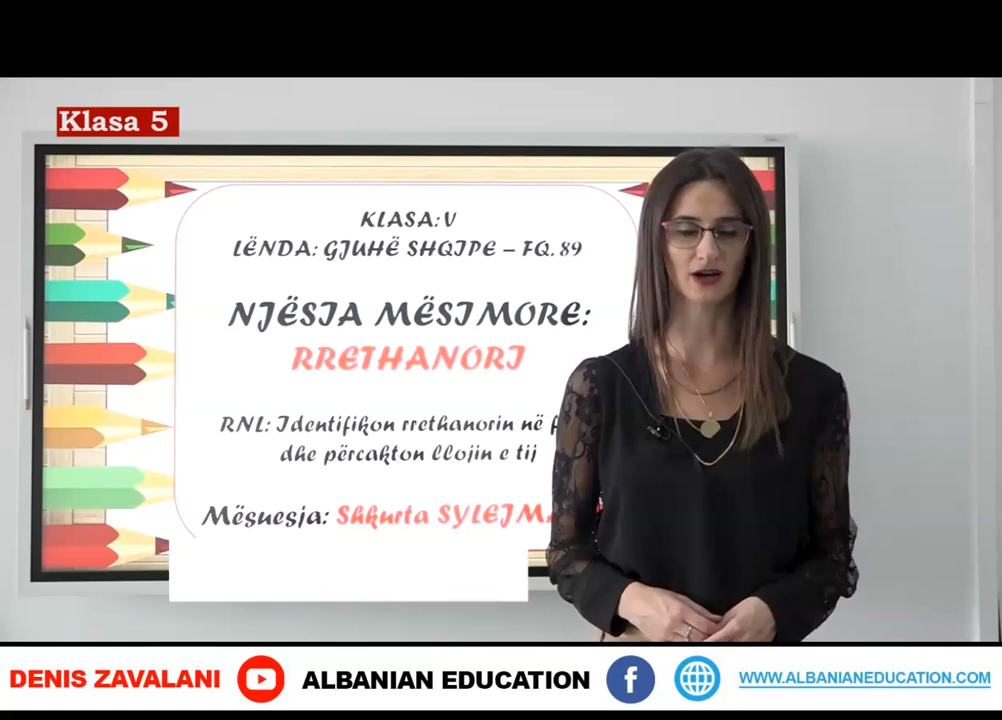 Klasa 5
KLASA: V
LËNDA: GJUHË SHQIPE – FQ. 89
NJËSIA MËSIMORE:
RRETHANORI
RNL: Identifikon rrethanorin në
dhe përcakton llojin e tij
Mësuesja: Shkurta
DENIS ZAVALANI ALBANIAN EDUCATION WWW.ALBANIANEDUCATION.COM